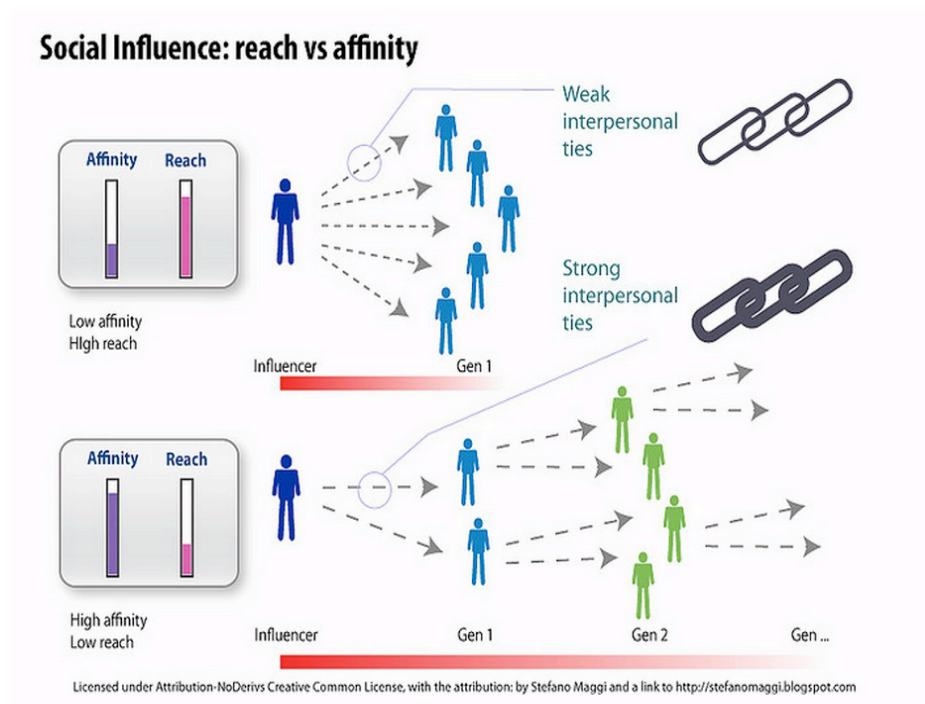 Social Influence: reach vs affinity
Weak
interpersonal
ties
Affinity Reach
Low affinity
HIgh reach
Strong
interpersonal
ties
Influencer Gen 1
Affinity Reach
High affinity
Low reach
Influencer Gen 1 Gen 2 Gen ...
Licensed under Attribution-NoDerivs Creative Common License, with the attribution: by Stefano Maggi and a link to http://stefanomaggi.blogspot.com